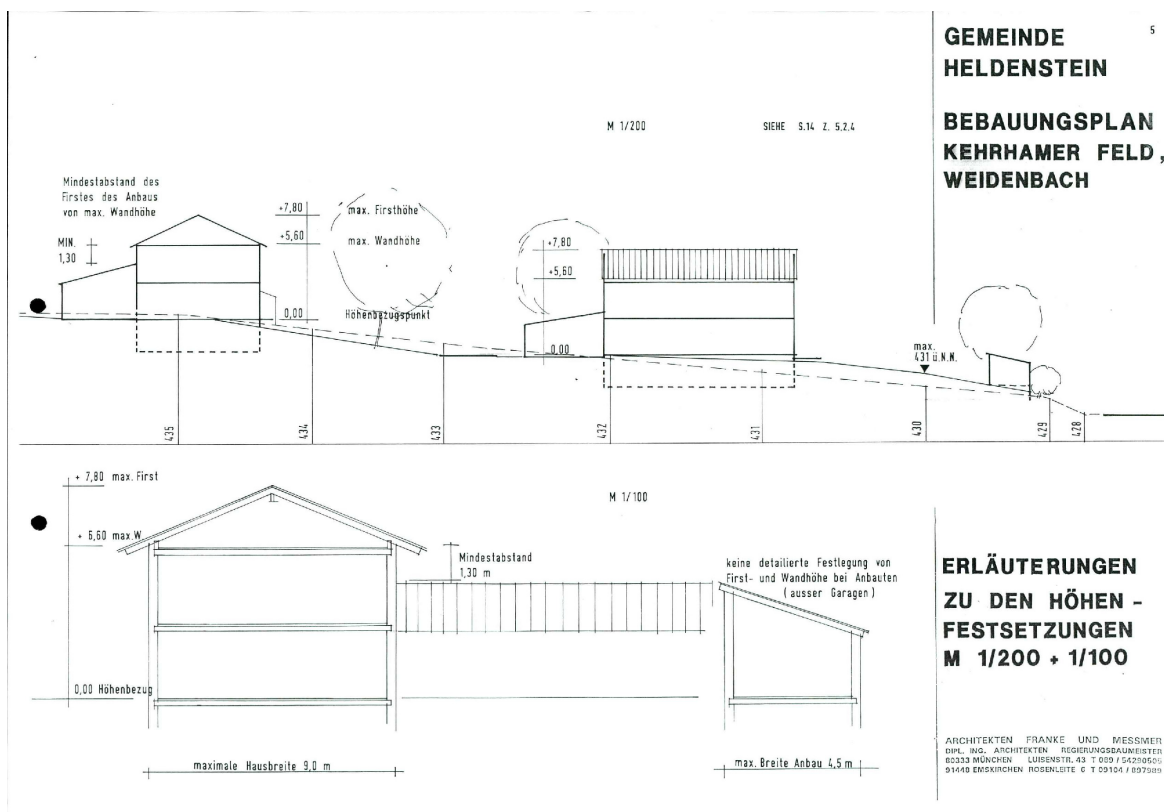 5
GEMEINDE
HELDENSTEIN
BEBAUUNGSPLAN
KEHRHAMER FELD,
WEIDENBACH
M 1/200
SIEHE S.14 Z. 5.2.4
Mindestabstand des
Firstes des Anbaus
von max. Wandhöhe
MIN.
1,30
+7,80
max. Firsthöhe
+5,60
max. Wandhöhe
0,00
Höhenbezugspunkt
+7,80
+5,60
0,00
max.
431 ü.N.N.
435
434
433
432
431
430
429
428
+ 7,80 max. First
M 1/100
+ 5,60 max.W
Mindestabstand
1,30 m
keine detailierte Festlegung von
First- und Wandhöhe bei Anbauten
(ausser Garagen)
0,00 Höhenbezug
maximale Hausbreite 9,0 m
max. Breite Anbau 4,5 m
ERLÄUTERUNGEN
ZU DEN HÖHEN -
FESTSETZUNGEN
M 1/200 + 1/100
ARCHITEKTEN FRANKE UND MESSMER
DIPL. ING. ARCHITEKTEN REGIERUNGSBAUMEISTER
80333 MÜNCHEN LUISENSTR. 43 T 089 / 54290505
91448 EMSKIRCHEN ROSENLEITE 6 T 09104 / 897989